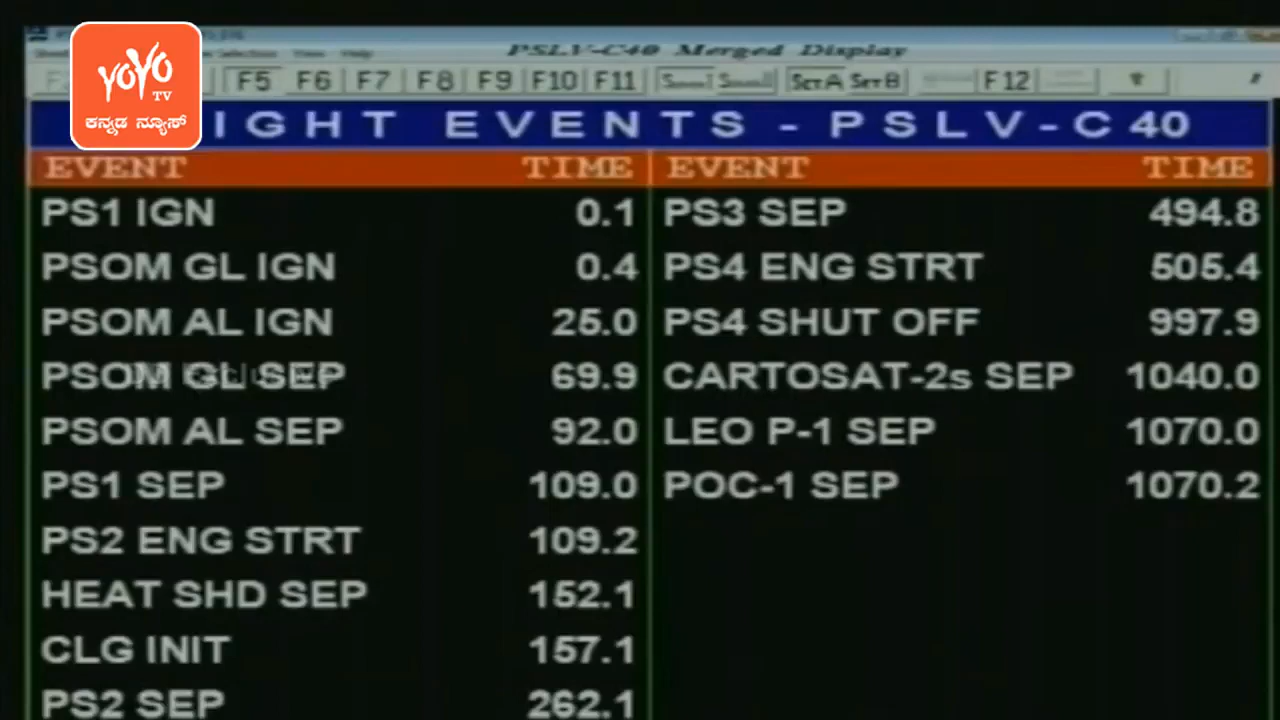 YOYO
TV
ಕನ್ನಡ ನ್ಯೂಸ್
PSLV-C40 Merged Display
F5 F6 F7 F8 F9 F10 F11 SetA SetB F12
IGHT EVENTS - PSLV-C40
EVENT TIME EVENT TIME
PS1 IGN 0.1 PS3 SEP 494.8
PSOM GL IGN 0.4 PS4 ENG STRT 505.4
PSOM AL IGN 25.0 PS4 SHUT OFF 997.9
PSOM GL SEP 69.9 CARTOSAT-2s SEP 1040.0
PSOM AL SEP 92.0 LEO P-1 SEP 1070.0
PS1 SEP 109.0 POC-1 SEP 1070.2
PS2 ENG STRT 109.2
HEAT SHD SEP 152.1
CLG INIT 157.1
PS2 SEP 262.1